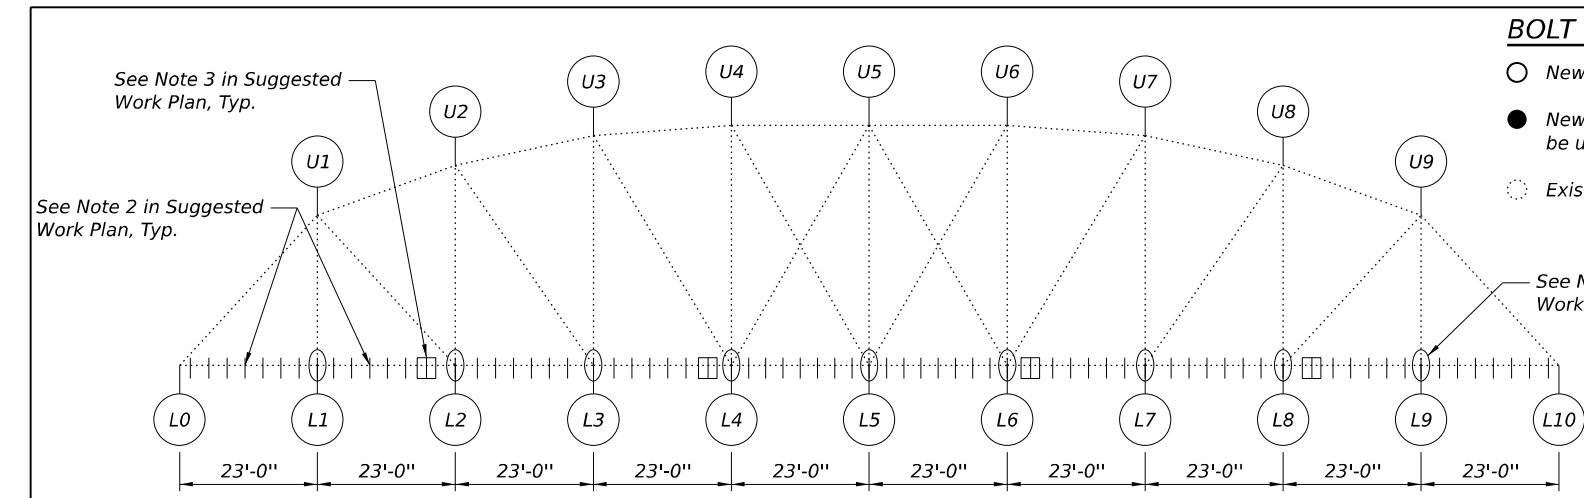 BOLT
New
New
be u
Exis
See Note 3 in Suggested
Work Plan, Typ.
See Note 2 in Suggested
Work Plan, Typ.
See N
Work
U1
U2
U3
U4
U5
U6
U7
U8
U9
L0
L1
L2
L3
L4
L5
L6
L7
L8
L9
L10
23'-0"
23'-0"
23'-0"
23'-0"
23'-0"
23'-0"
23'-0"
23'-0"
23'-0"
23'-0"